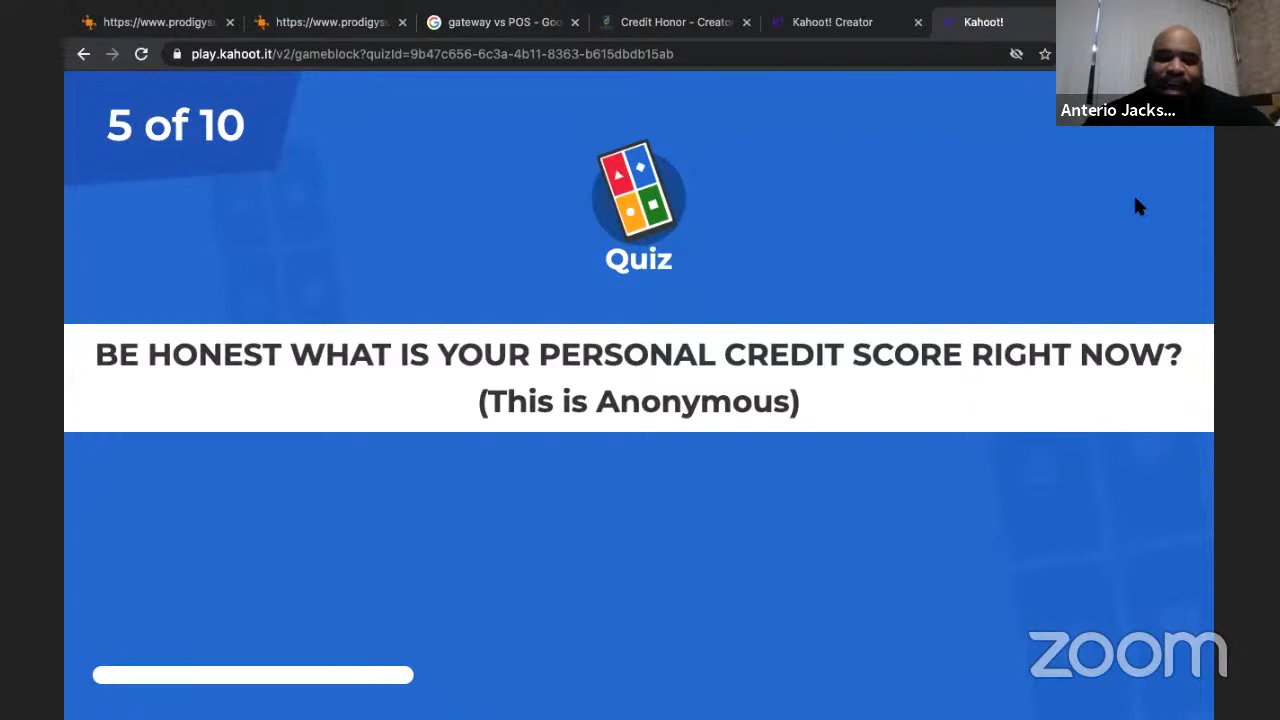 https://www.prodigysu
https://www.prodigysu
gateway vs POS - Goo
Credit Honor - Creato
Kahoot! Creator
Kahoot!
play.kahoot.it/v2/gameblock?quizId=9b47c656-6c3a-4b11-8363-b615dbdb15ab
Anterio Jacks...
5 of 10
Quiz
BE HONEST WHAT IS YOUR PERSONAL CREDIT SCORE RIGHT NOW?
(This is Anonymous)
zoom